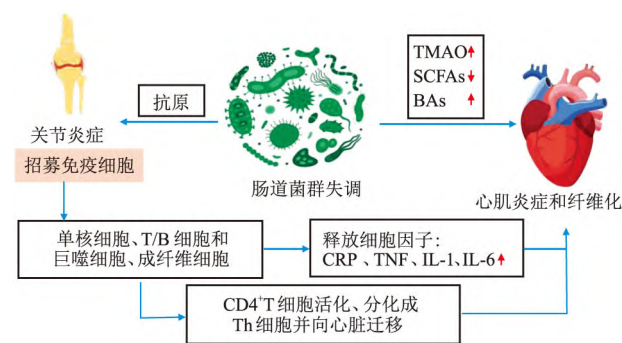 TMAO↑
SCFAs↓
BAs ↑
抗原
关节炎症
招募免疫细胞
肠道菌群失调
心肌炎症和纤维化
单核细胞、T/B 细胞和
巨噬细胞、成纤维细胞
释放细胞因子:
CRP、TNF、IL-1、IL-6↑
CD4⁺T 细胞活化、分化成
Th 细胞并向心脏迁移